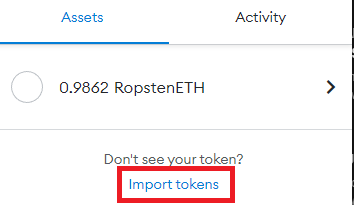 Assets Activity
0.9862 RopstenETH
Don't see your token?
Import tokens